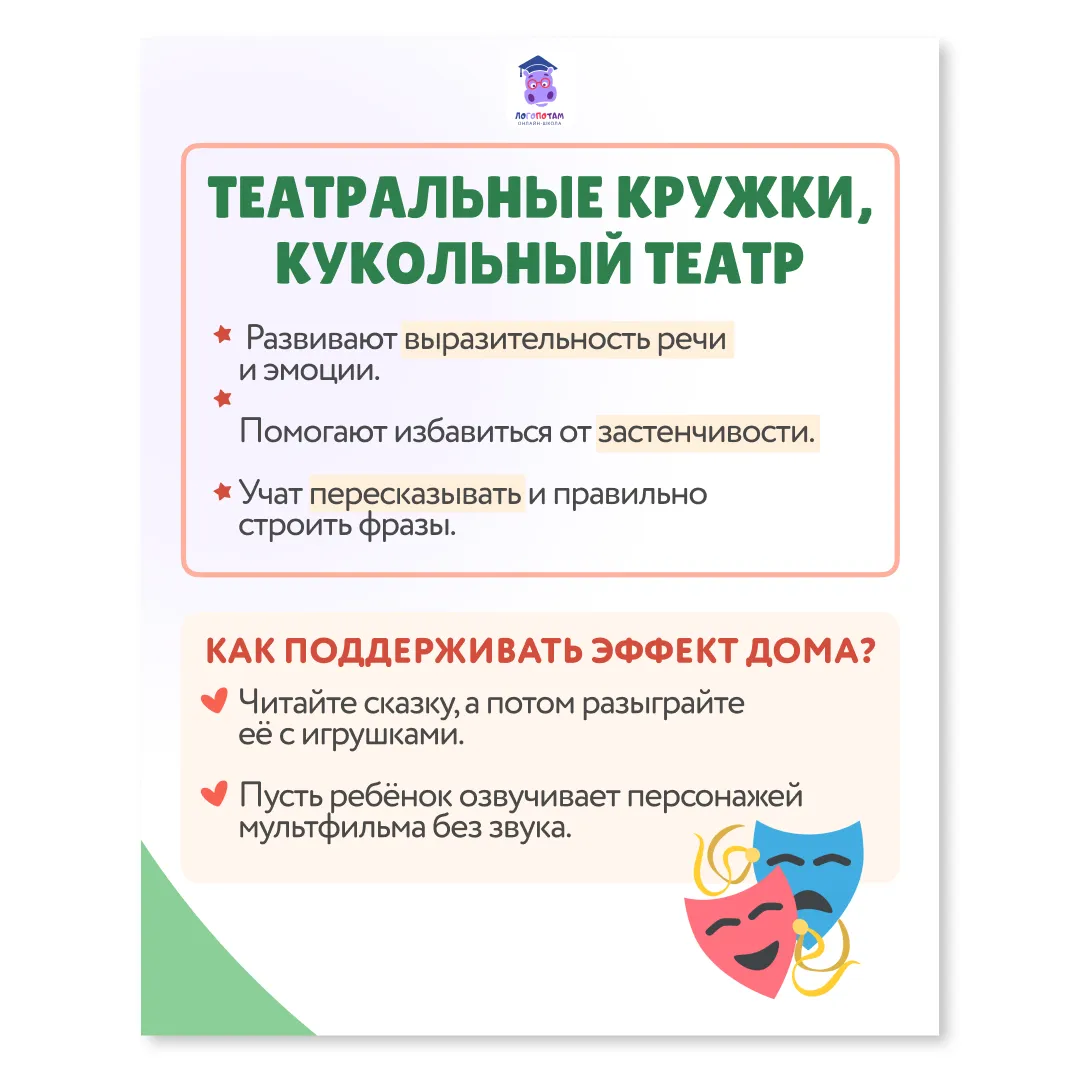 ЛОГОПОТАМ
ОНЛАЙН-ШКОЛА
ТЕАТРАЛЬНЫЕ КРУЖКИ,
КУКОЛЬНЫЙ ТЕАТР
Развивают выразительность речи
и эмоции.
Помогают избавиться от застенчивости.
Учат пересказывать и правильно
строить фразы.
КАК ПОДДЕРЖИВАТЬ ЭФФЕКТ ДОМА?
Читайте сказку, а потом разыграйте
её с игрушками.
Пусть ребёнок озвучивает персонажей
мультфильма без звука.